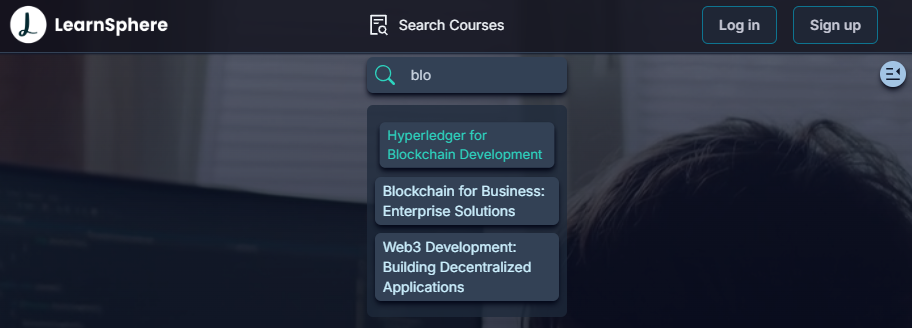 LearnSphere
Search Courses
Log in
Sign up
blo
Hyperledger for
Blockchain Development
Blockchain for Business:
Enterprise Solutions
Web3 Development:
Building Decentralized
Applications